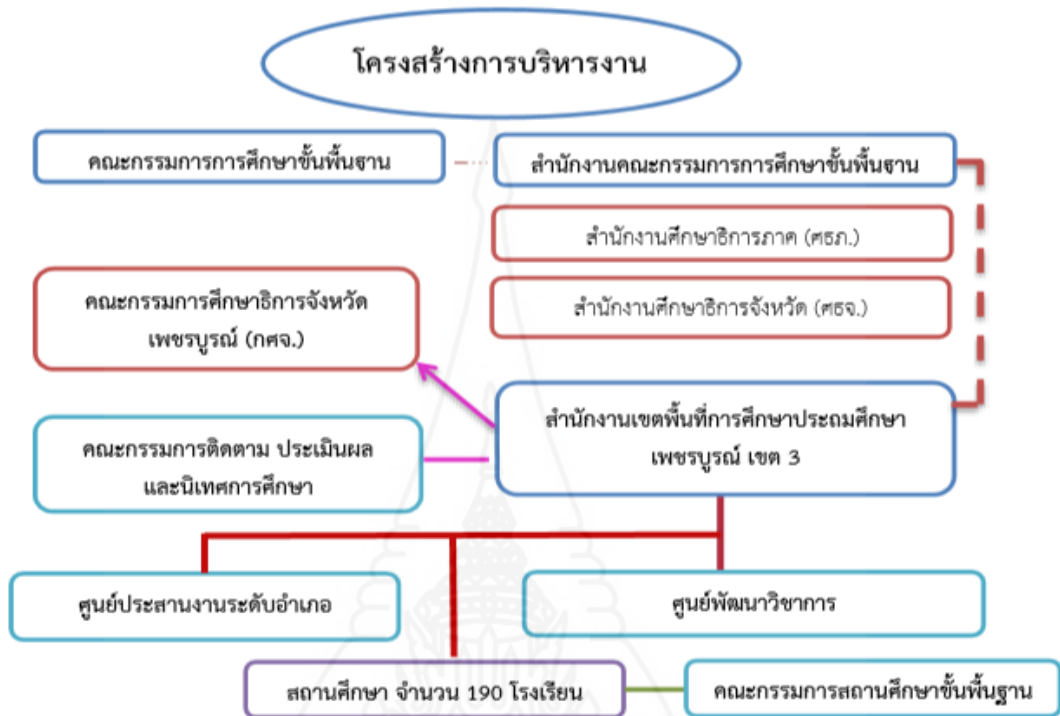 โครงสร้างการบริหารงาน
คณะกรรมการการศึกษาขั้นพื้นฐาน
สำนักงานคณะกรรมการการศึกษาขั้นพื้นฐาน
สำนักงานศึกษาธิการภาค (ศธภ.)
คณะกรรมการศึกษาธิการจังหวัด
เพชรบูรณ์ (กศจ.)
สำนักงานศึกษาธิการจังหวัด (ศธจ.)
สำนักงานเขตพื้นที่การศึกษาประถมศึกษา
เพชรบูรณ์ เขต 3
คณะกรรมการติดตาม ประเมินผล
และนิเทศการศึกษา
ศูนย์ประสานงานระดับอำเภอ
ศูนย์พัฒนาวิชาการ
สถานศึกษา จำนวน 190 โรงเรียน
คณะกรรมการสถานศึกษาขั้นพื้นฐาน